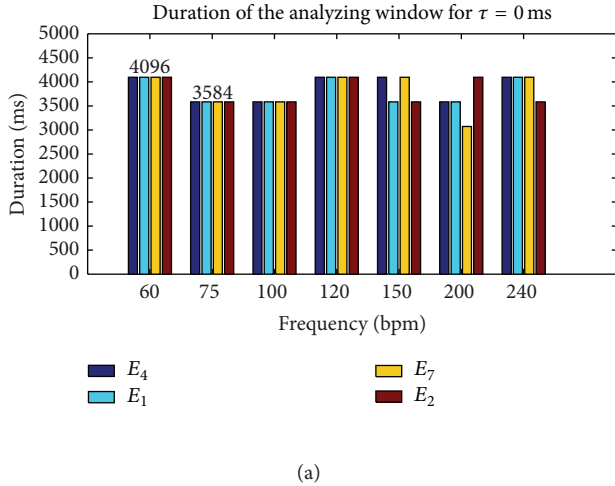 Duration of the analyzing window for τ = 0 ms
5000
4500
4000
3500
3000
2500
2000
1500
1000
500
0
Duration (ms)
4096
3584
60 75 100 120 150 200 240
Frequency (bpm)
E4 E7
E1 E2
(a)